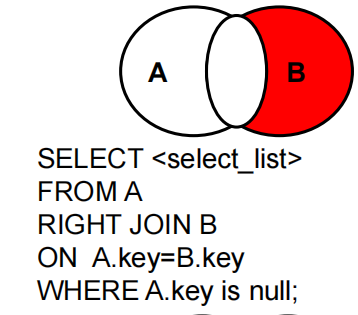 A B
SELECT <select_list>
FROM A
RIGHT JOIN B
ON A.key=B.key
WHERE A.key is null;